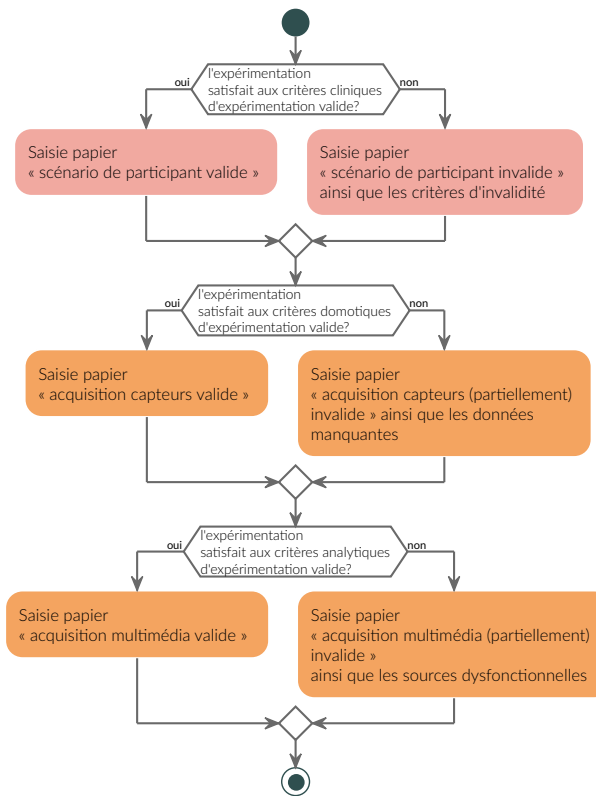 l'expérimentation
satisfait aux critères cliniques
d'expérimentation valide?
oui
non
Saisie papier
« scénario de participant valide »
Saisie papier
« scénario de participant invalide »
ainsi que les critères d'invalidité
l'expérimentation
satisfait aux critères domotiques
d'expérimentation valide?
oui
non
Saisie papier
« acquisition capteurs valide »
Saisie papier
« acquisition capteurs (partiellement)
invalide » ainsi que les données
manquantes
l'expérimentation
satisfait aux critères analytiques
d'expérimentation valide?
oui
non
Saisie papier
« acquisition multimédia valide »
Saisie papier
« acquisition multimédia (partiellement)
invalide »
ainsi que les sources dysfonctionnelles